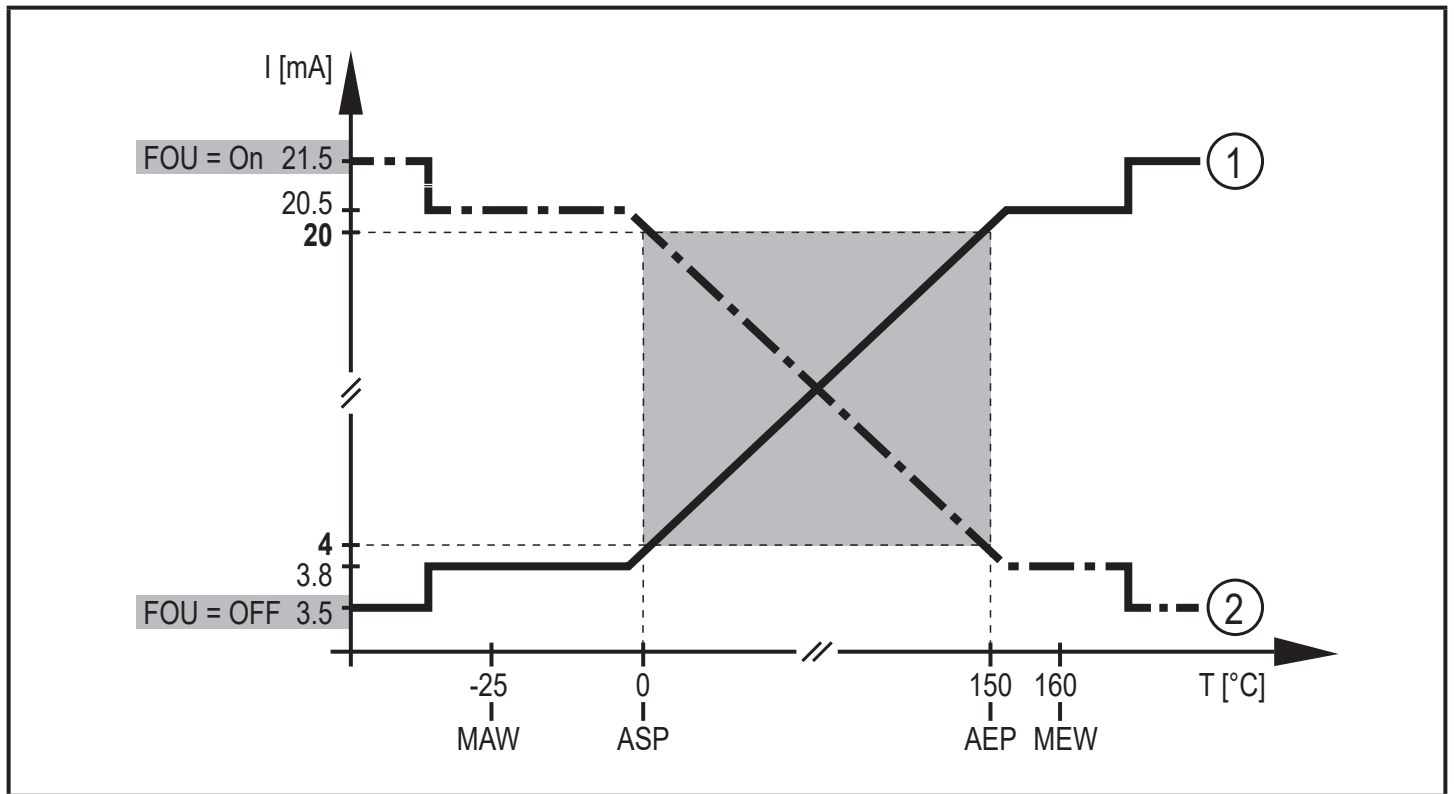 I [mA]
FOU = On 21.5
20.5
20
4
3.8
FOU = OFF 3.5
1
2
-25 0 150 160 T [°C]
MAW ASP AEP MEW